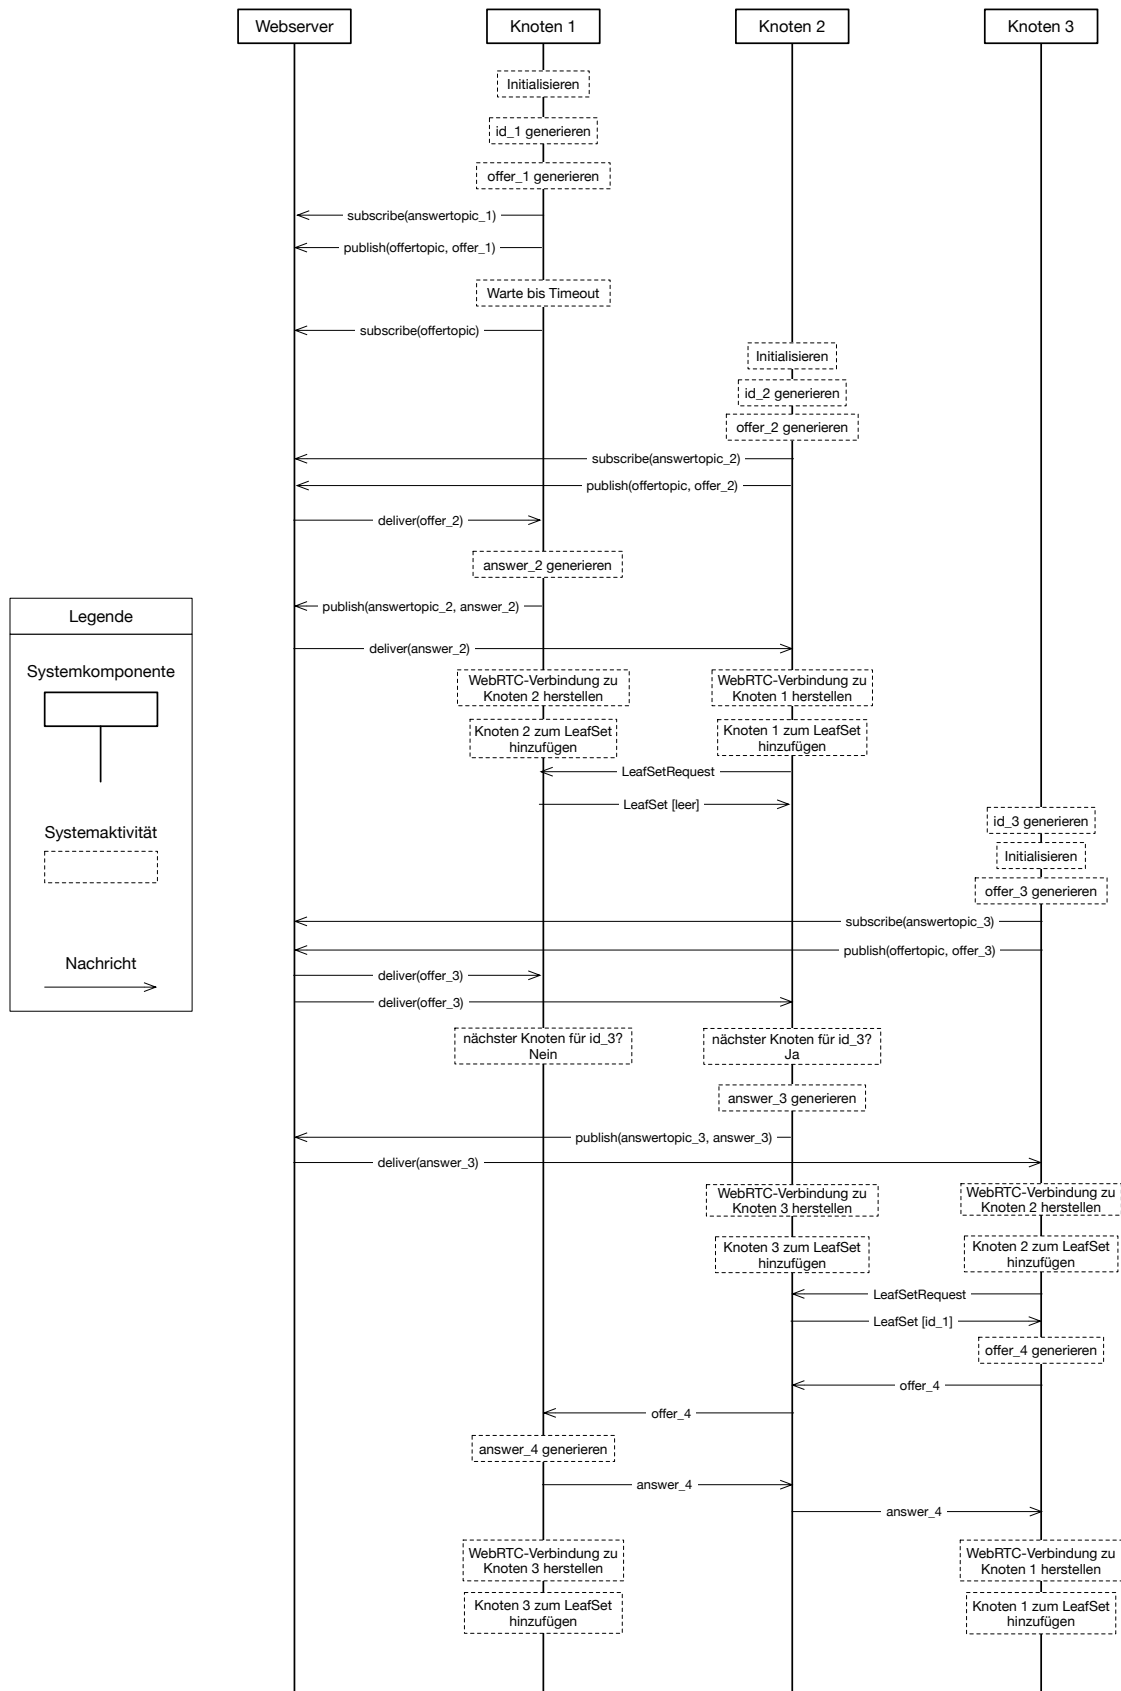 Webserver
Knoten 1
Knoten 2
Knoten 3
Initialisieren
id_1 generieren
offer_1 generieren
subscribe(answertopic_1)
publish(offertopic, offer_1)
Warte bis Timeout
subscribe(offertopic)
Initialisieren
id_2 generieren
offer_2 generieren
subscribe(answertopic_2)
publish(offertopic, offer_2)
deliver(offer_2)
answer_2 generieren
publish(answertopic_2, answer_2)
deliver(answer_2)
WebRTC-Verbindung zu
Knoten 2 herstellen
WebRTC-Verbindung zu
Knoten 1 herstellen
Knoten 2 zum LeafSet
hinzufügen
Knoten 1 zum LeafSet
hinzufügen
LeafSetRequest
LeafSet [leer]
id_3 generieren
Initialisieren
offer_3 generieren
subscribe(answertopic_3)
publish(offertopic, offer_3)
deliver(offer_3)
deliver(offer_3)
nächster Knoten für id_3?
Nein
nächster Knoten für id_3?
Ja
answer_3 generieren
publish(answertopic_3, answer_3)
deliver(answer_3)
WebRTC-Verbindung zu
Knoten 3 herstellen
WebRTC-Verbindung zu
Knoten 2 herstellen
Knoten 3 zum LeafSet
hinzufügen
Knoten 2 zum LeafSet
hinzufügen
LeafSetRequest
LeafSet [id_1]
offer_4 generieren
offer_4
offer_4
answer_4 generieren
answer_4
answer_4
WebRTC-Verbindung zu
Knoten 3 herstellen
WebRTC-Verbindung zu
Knoten 1 herstellen
Knoten 3 zum LeafSet
hinzufügen
Knoten 1 zum LeafSet
hinzufügen
Legende
Systemkomponente
Systemaktivität
Nachricht